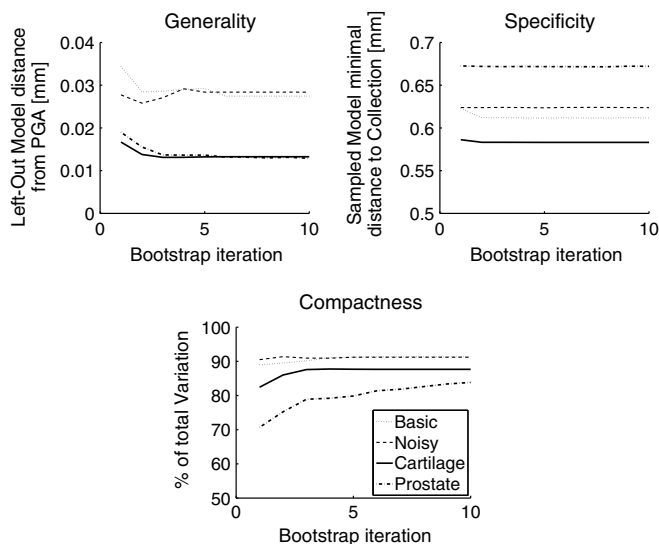 Generality
Left-Out Model distance
from PGA [mm]
0.04
0.03
0.02
0.01
0
0
5
10
Bootstrap iteration
Specificity
Sampled Model minimal
distance to Collection [mm]
0.7
0.65
0.6
0.55
0.5
0
5
10
Bootstrap iteration
Compactness
% of total Variation
100
90
80
70
60
50
0
5
10
Bootstrap iteration
Basic
Noisy
Cartilage
Prostate